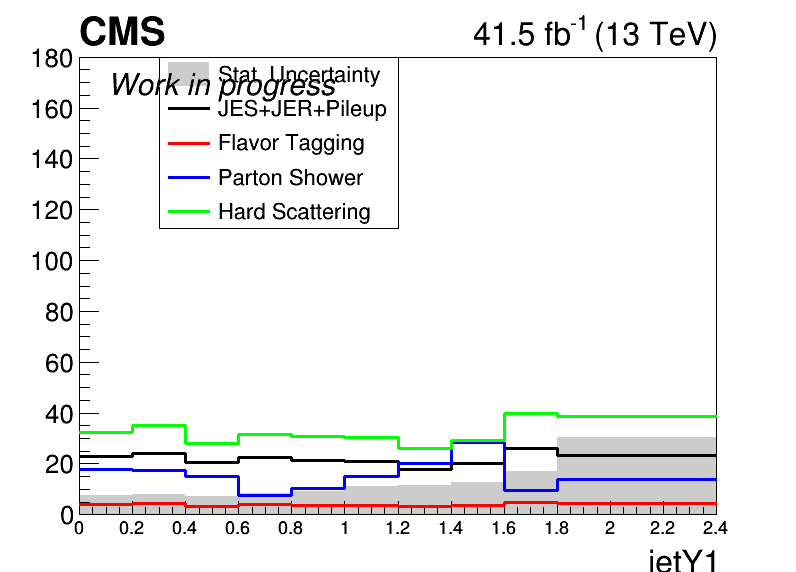 CMS
41.5 fb-1 (13 TeV)
Work in progress
Stat. Uncertainty
JES+JER+Pileup
Flavor Tagging
Parton Shower
Hard Scattering
180
160
140
120
100
80
60
40
20
0
0 0.2 0.4 0.6 0.8 1 1.2 1.4 1.6 1.8 2 2.2 2.4
jetY1